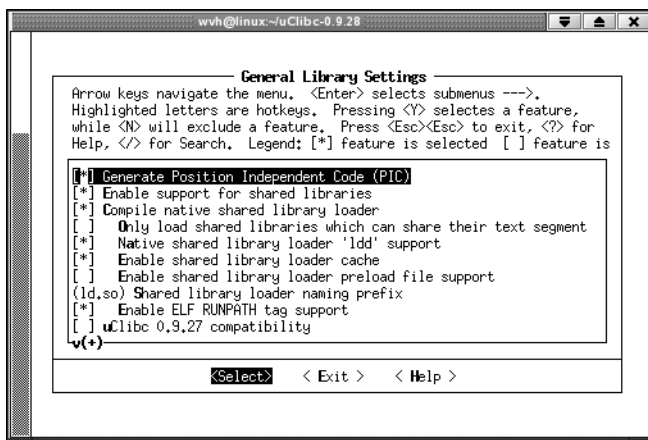 wvh@linux:~/uClibc-0.9.28
General Library Settings
Arrow keys navigate the menu. <Enter> selects submenus --->.
Highlighted letters are hotkeys. Pressing <Y> selectes a feature,
while <N> will exclude a feature. Press <Esc><Esc> to exit, <?> for
Help, </> for Search. Legend: [*] feature is selected [ ] feature is
[*] Generate Position Independent Code (PIC)
[*] Enable support for shared libraries
[*] Compile native shared library loader
[ ] Only load shared libraries which can share their text segment
[*] Native shared library loader 'ldd' support
[*] Enable shared library loader cache
[ ] Enable shared library loader preload file support
(ld.so) Shared library loader naming prefix
[*] Enable ELF RUNPATH tag support
[ ] uClibc 0.9.27 compatibility
v(+)
<Select> < Exit > < Help >